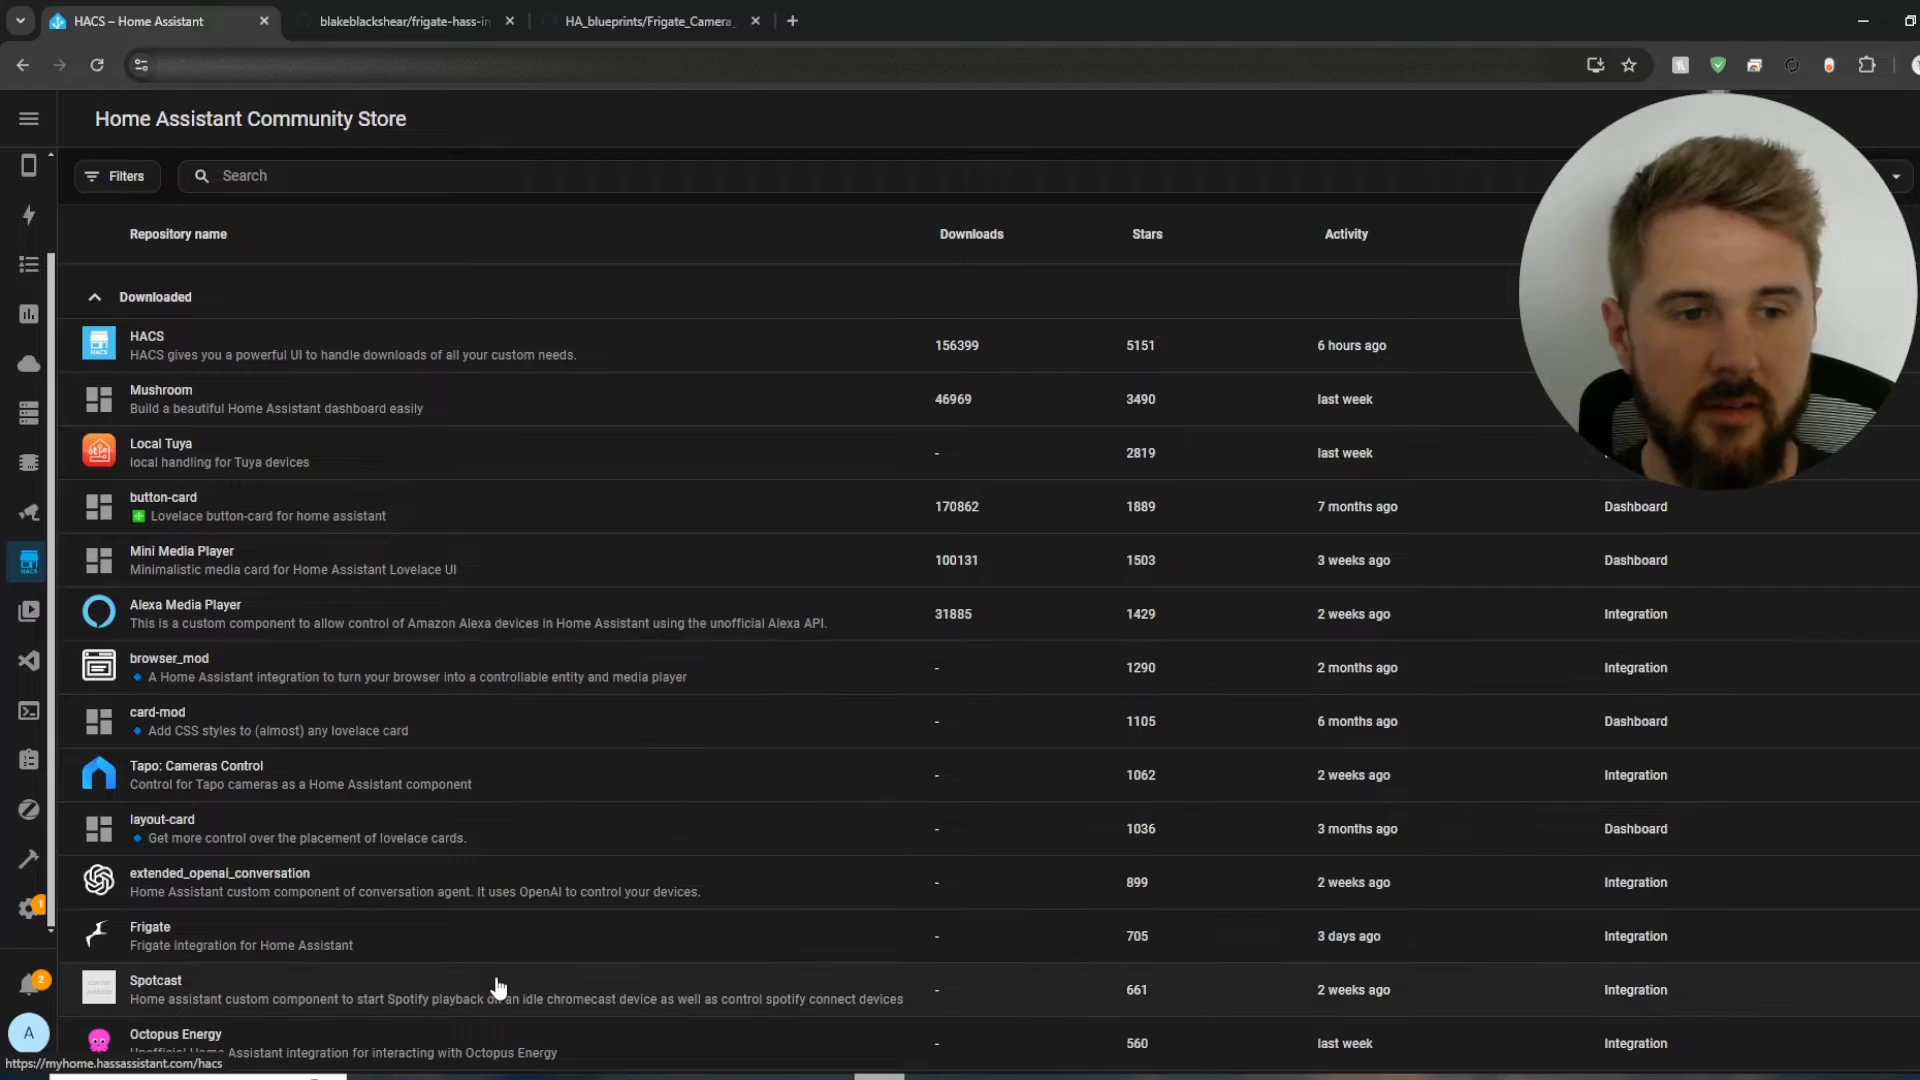 HACS – Home Assistant
blakeblackshear/frigate-hass-in
HA_blueprints/Frigate_Camera_
Home Assistant Community Store
Filters
Search
Repository name
Downloads
Stars
Activity
Downloaded
HACS
HACS gives you a powerful UI to handle downloads of all your custom needs.
156399
5151
6 hours ago
Mushroom
Build a beautiful Home Assistant dashboard easily
46969
3490
last week
Local Tuya
local handling for Tuya devices
-
2819
last week
button-card
Lovelace button-card for home assistant
170862
1889
7 months ago
Dashboard
Mini Media Player
Minimalistic media card for Home Assistant Lovelace UI
100131
1503
3 weeks ago
Dashboard
Alexa Media Player
This is a custom component to allow control of Amazon Alexa devices in Home Assistant using the unofficial Alexa API.
31885
1429
2 weeks ago
Integration
browser_mod
A Home Assistant integration to turn your browser into a controllable entity and media player
-
1290
2 months ago
Integration
card-mod
Add CSS styles to (almost) any lovelace card
-
1105
6 months ago
Dashboard
Tapo: Cameras Control
Control for Tapo cameras as a Home Assistant component
-
1062
2 weeks ago
Integration
layout-card
Get more control over the placement of lovelace cards.
-
1036
3 months ago
Dashboard
extended_openai_conversation
Home Assistant custom component of conversation agent. It uses OpenAI to control your devices.
-
899
2 weeks ago
Integration
Frigate
Frigate integration for Home Assistant
-
705
3 days ago
Integration
Spotcast
Home assistant custom component to start Spotify playback on an idle chromecast device as well as control spotify connect devices
-
661
2 weeks ago
Integration
Octopus Energy
Unofficial Home Assistant integration for interacting with Octopus Energy
-
560
last week
Integration
HACS
1
2
A
https://myhome.hassassistant.com/hacs